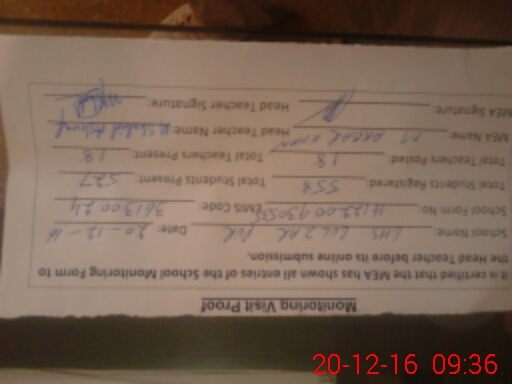 Monitoring Visit Proof
It is certified that the MEA has shown all entries of the School Monitoring Form to
the Head Teacher before its online submission.
School Name: GHS Date: 20-12-16
School Form No: EMIS Code: 36130024
Total Students Registered: 558 Total Students Present: 527
Total Teachers Posted: 18 Total Teachers Present: 18
MEA Name: M AKBAR KHAN Head Teacher Name:
MEA Signature: Head Teacher Signature:
20-12-16 09:36